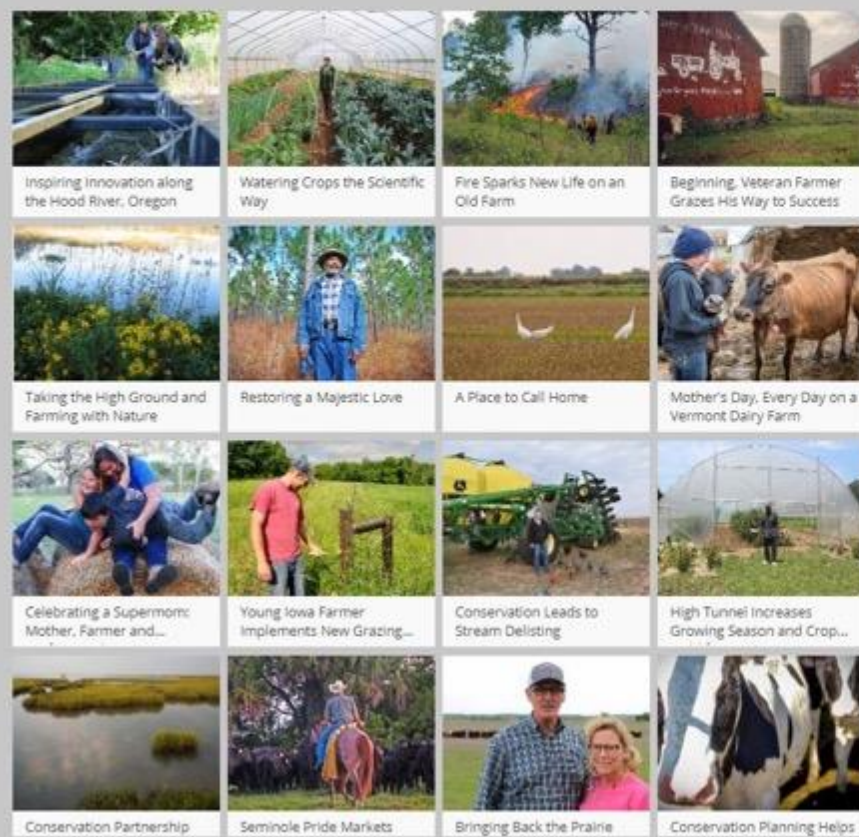 Inspiring Innovation along
the Hood River, Oregon
Watering Crops the Scientific
Way
Fire Sparks New Life on an
Old Farm
Beginning, Veteran Farmer
Grazes His Way to Success
Taking the High Ground and
Farming with Nature
Restoring a Majestic Love
A Place to Call Home
Mother's Day, Every Day on a
Vermont Dairy Farm
Celebrating a Supermom:
Mother, Farmer and...
Young Iowa Farmer
Implements New Grazing...
Conservation Leads to
Stream Delisting
High Tunnel Increases
Growing Season and Crop...
Conservation Partnership
Seminole Pride Markets
Bringing Back the Prairie
Conservation Planning Helps